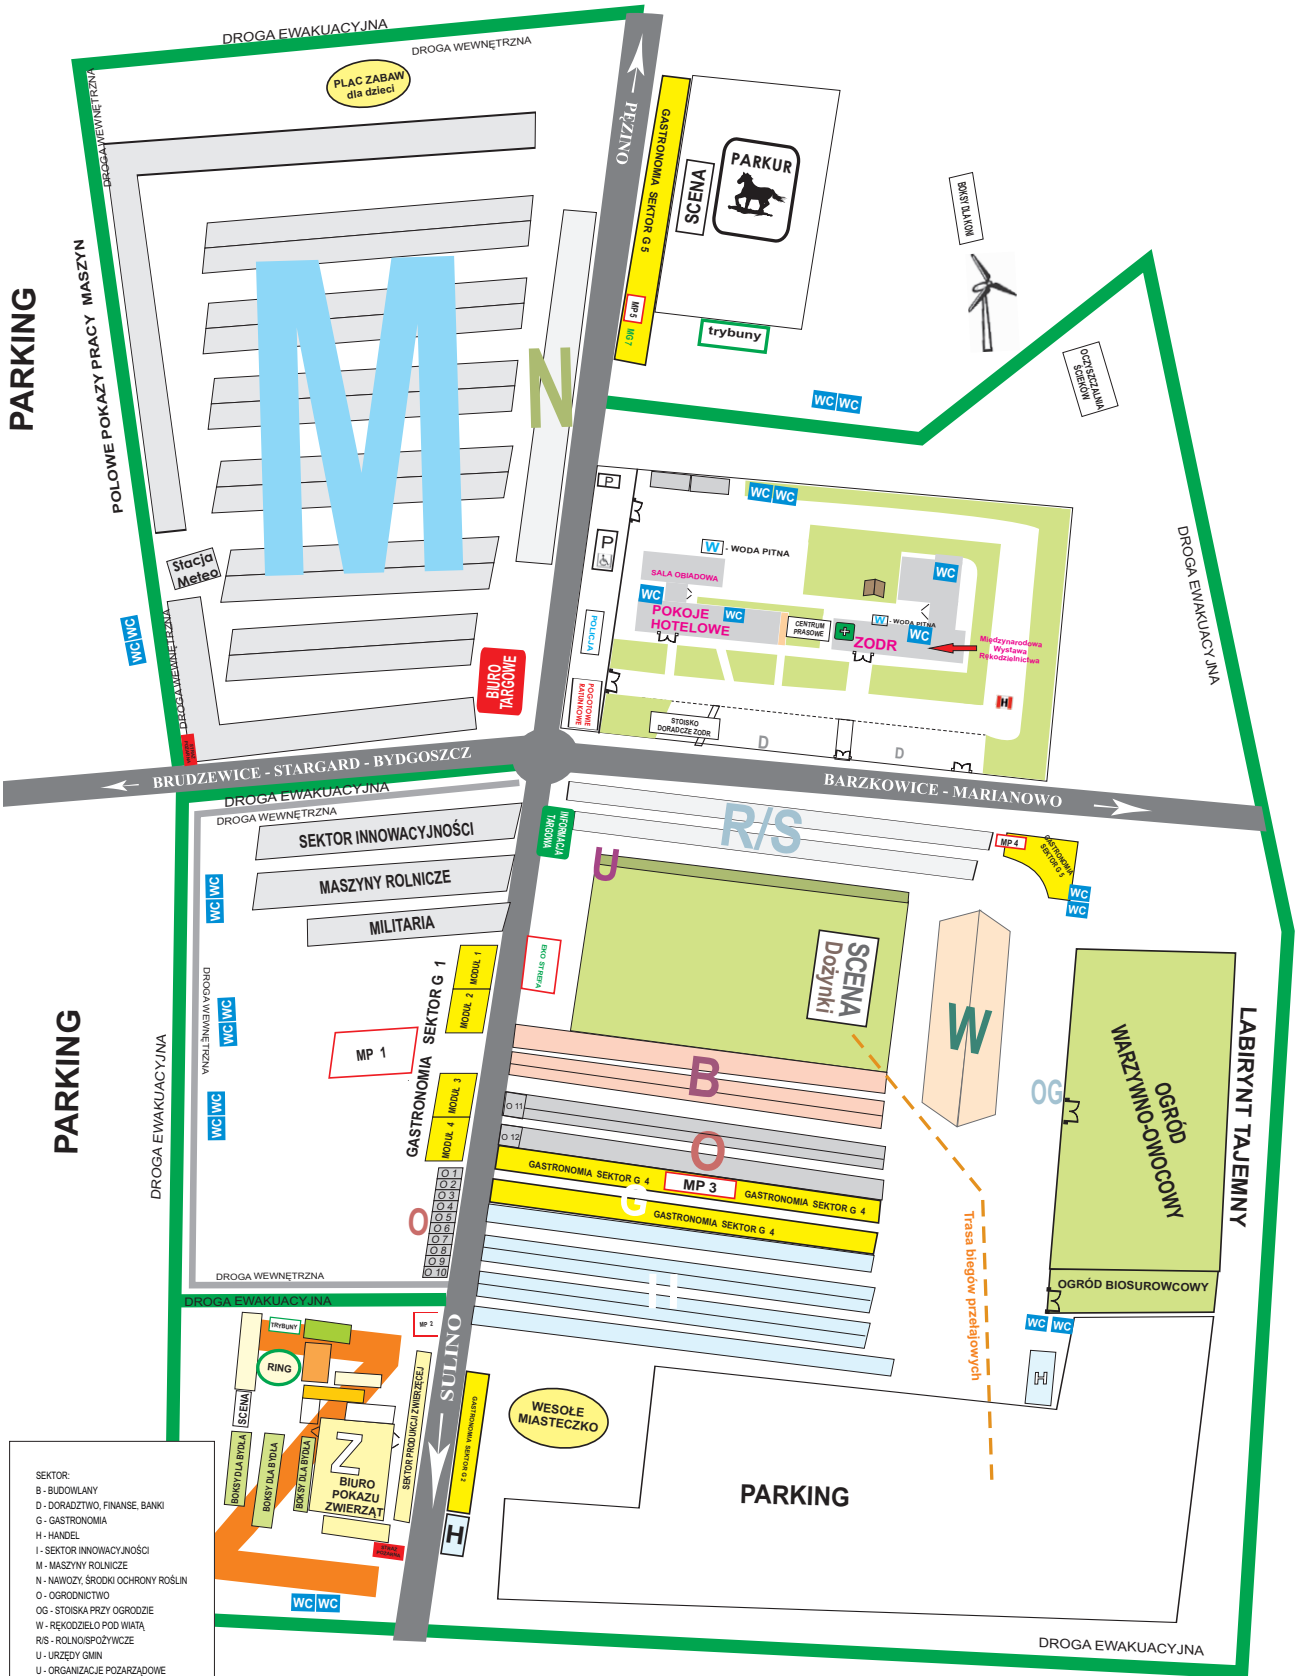 DROGA EWAKUACYJNA
DROGA WEWNĘTRZNA
PLĄC ZABAW
dla dzieci
DROGA WEWNĘTRZNA
PĘZINO
GASTRONOMIA SEKTOR G 5
SCENA
PARKUR
BOKSY DLA KONI
MP 5
MG 7
trybuny
OCZYSZCZALNIA
ŚCIEKÓW
PARKING
POLOWE POKAZY PRACY MASZYN
M
N
WC WC
DROGA EWAKUACYJNA
P
P
WC WC
W - WODA PITNA
SALA OBIADOWA
WC
WC
WC
POKOJE
HOTELOWE
CENTRUM
PRASOWE
W - WODA PITNA
WC
ZODR
Międzynarodowa
Wystawa
Rękodzielnictwa
H
POLICJA
POGOTOWIE
RATUNKOWE
STOISKO
DORADCZE ZODR
D
D
Stacja
Meteo
WC WC
DROGA WEWNĘTRZNA
BIURO
TARGOWE
BRUDZEWICE - STARGARD - BYDGOSZCZ
BARZKOWICE - MARIANOWO
DROGA EWAKUACYJNA
DROGA WEWNĘTRZNA
SEKTOR INNOWACYJNOŚCI
MASZYNY ROLNICZE
MILITARIA
INFORMACJA
TARGOWA
R/S
U
MP 4
GASTRONOMIA
SEKTOR G 5
WC
WC
WC WC
EKO STREFA
SCENA
Dożynki
W
OG
OGRÓD
WARZYWNO-OWOCOWY
LABIRYNT TAJEMNY
OGRÓD BIOSUROWCOWY
WC WC
DROGA WEWNĘTRZNA
WC WC
WC WC
PARKING
DROGA EWAKUACYJNA
MP 1
GASTRONOMIA SEKTOR G 1
MODUŁ 1
MODUŁ 2
MODUŁ 3
MODUŁ 4
B
O 11
O 12
O
GASTRONOMIA SEKTOR G 4
MP 3
GASTRONOMIA SEKTOR G 4
G
GASTRONOMIA SEKTOR G 4
H
O
O 1
O 2
O 3
O 4
O 5
O 6
O 7
O 8
O 9
O 10
Trasa biegów przełajowych
H
DROGA WEWNĘTRZNA
DROGA EWAKUACYJNA
MP 2
SULINO
TRYBUNY
RING
SCENA
BOKSY DLA BYDŁA
BOKSY DLA BYDŁA
BOKSY DLA BYDŁA
Z
BIURO
POKAZU
ZWIERZĄT
SEKTOR PRODUKCJI ZWIERZĘCEJ
GASTRONOMIA SEKTOR G 2
H
WESOŁE
MIASTECZKO
PARKING
WC WC
DROGA EWAKUACYJNA
SEKTOR:
B - BUDOWLANY
D - DORADZTWO, FINANSE, BANKI
G - GASTRONOMIA
H - HANDEL
I - SEKTOR INNOWACYJNOŚCI
M - MASZYNY ROLNICZE
N - NAWOZY, ŚRODKI OCHRONY ROŚLIN
O - OGRODNICTWO
OG - STOISKA PRZY OGRODZIE
W - RĘKODZIEŁO POD WIATĄ
R/S - ROLNO/SPOŻYWCZE
U - URZĘDY GMIN
U - ORGANIZACJE POZARZĄDOWE